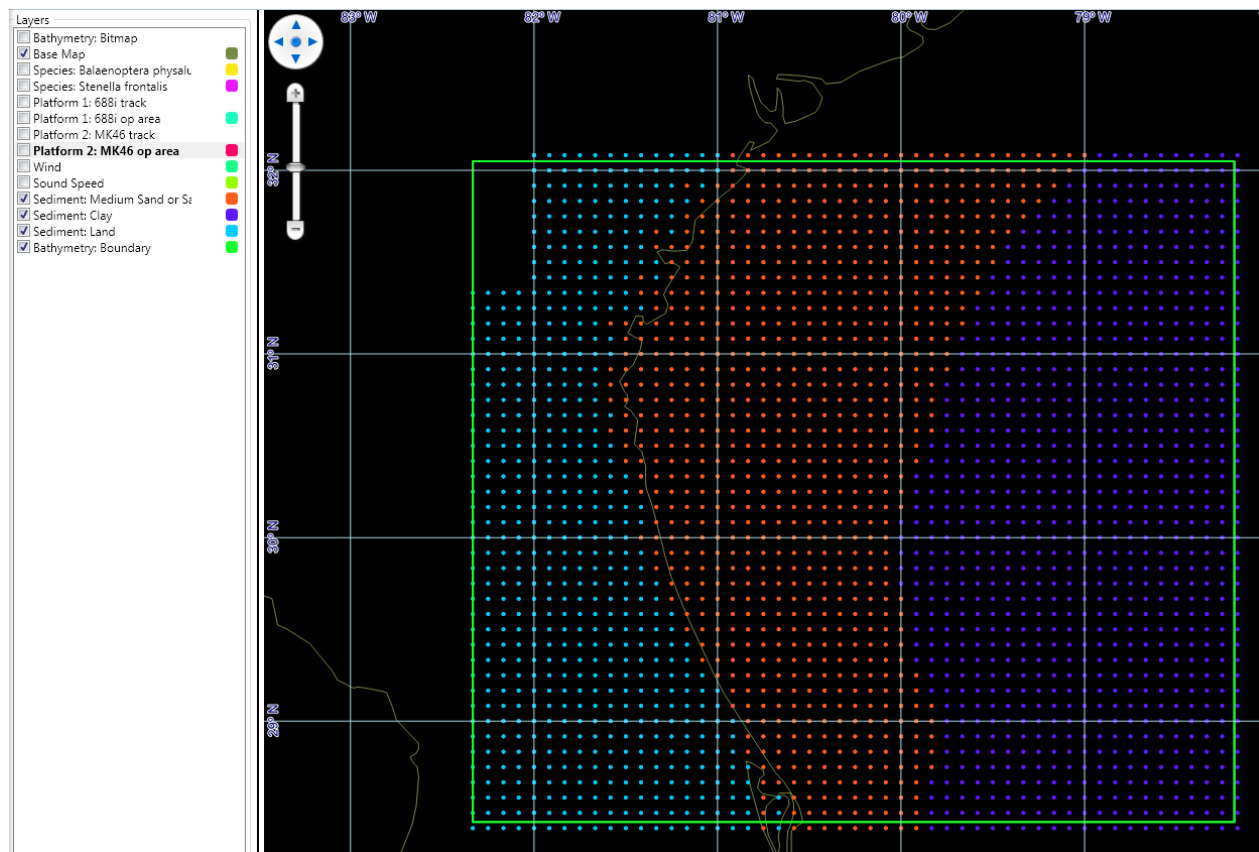 Layers
Bathymetry: Bitmap
Base Map
Species: Balaenoptera physalu
Species: Stenella frontalis
Platform 1: 688i track
Platform 1: 688i op area
Platform 2: MK46 track
Platform 2: MK46 op area
Wind
Sound Speed
Sediment: Medium Sand or Sa
Sediment: Clay
Sediment: Land
Bathymetry: Boundary
83° W
82° W
81° W
80° W
79° W
32° N
31° N
30° N
29° N